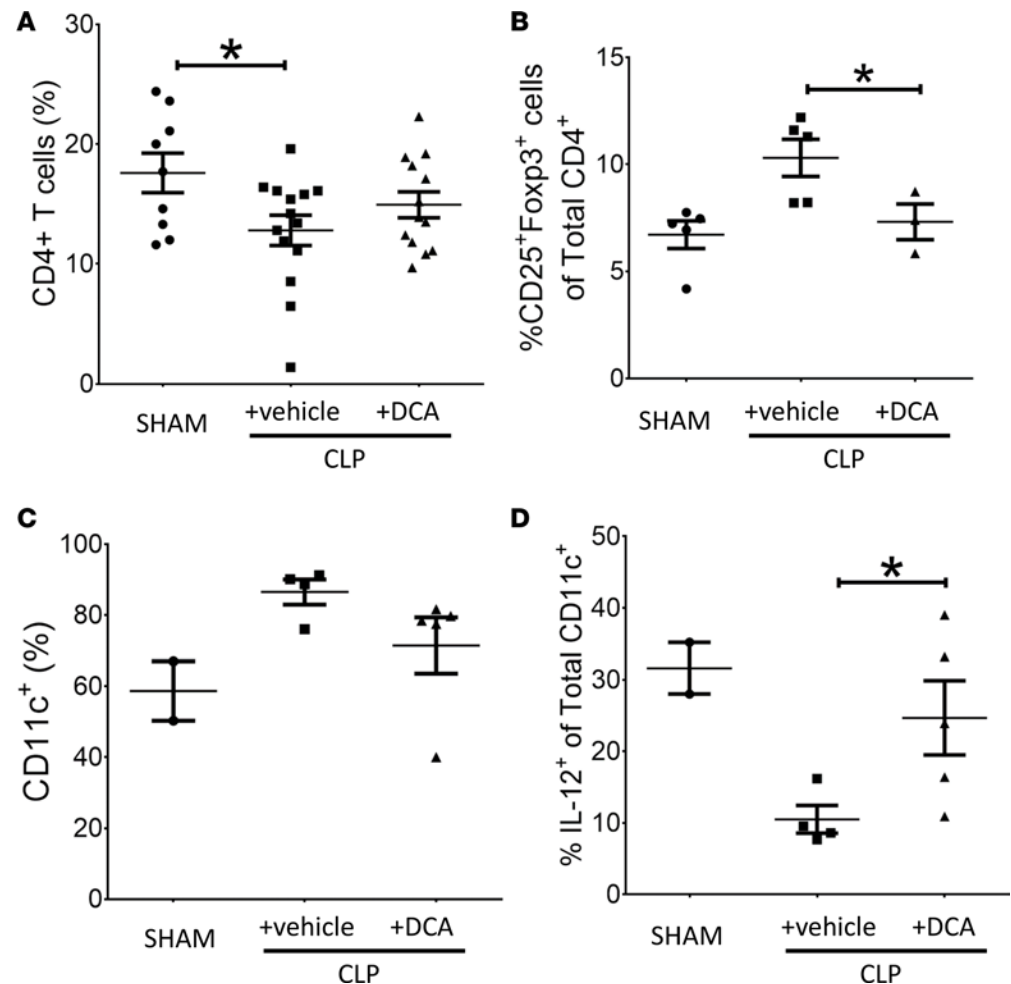 A
CD4+ T cells (%)
30
20
10
0
*
SHAM
+vehicle
+DCA
CLP
B
%CD25⁺Foxp3⁺ cells
of Total CD4⁺
15
10
5
0
*
SHAM
+vehicle
+DCA
CLP
C
CD11c⁺ (%)
100
80
60
40
20
0
SHAM
+vehicle
+DCA
CLP
D
% IL-12⁺ of Total CD11c⁺
50
40
30
20
10
0
*
SHAM
+vehicle
+DCA
CLP